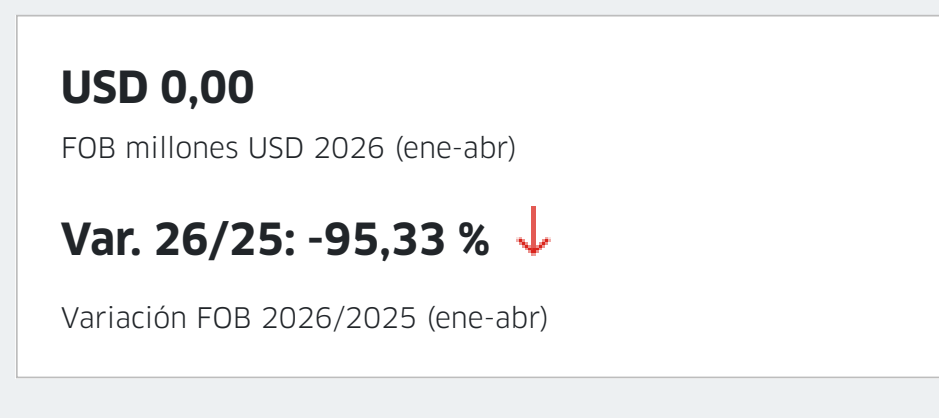 USD 0,00
FOB millones USD 2026 (ene-abr)
Var. 26/25: -95,33 %
Variación FOB 2026/2025 (ene-abr)